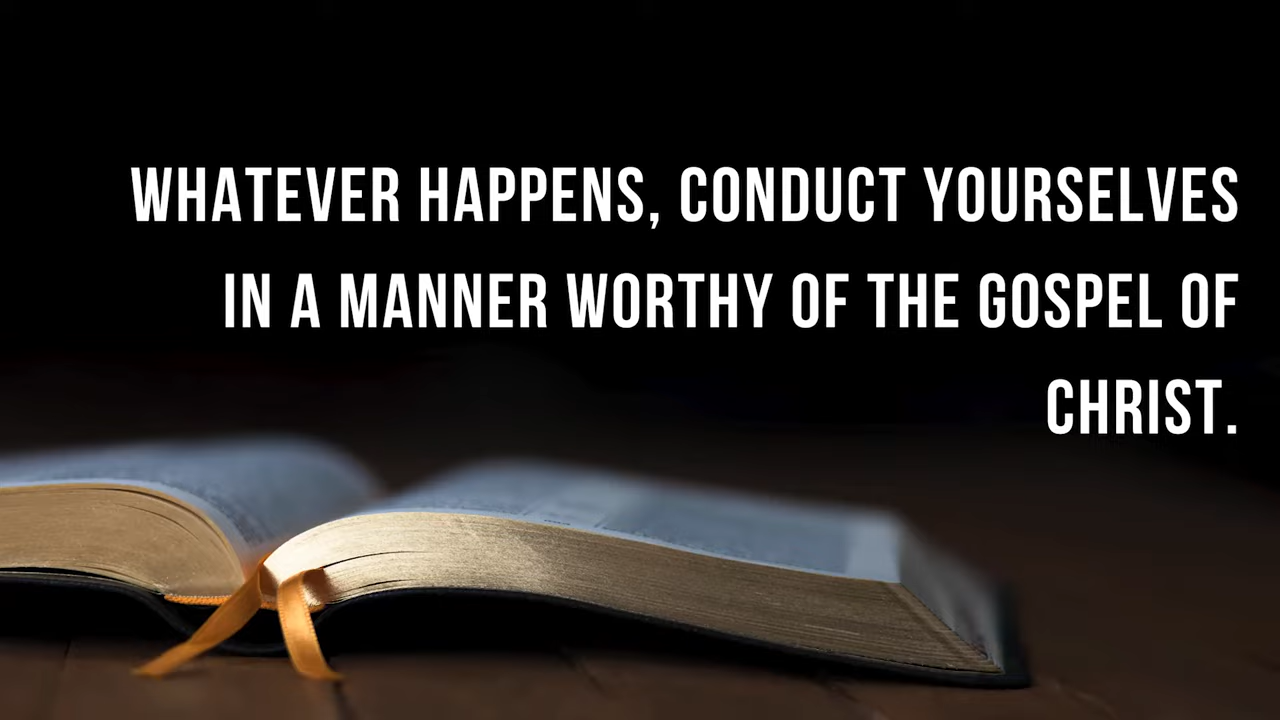 WHATEVER HAPPENS, CONDUCT YOURSELVES
IN A MANNER WORTHY OF THE GOSPEL OF
CHRIST.